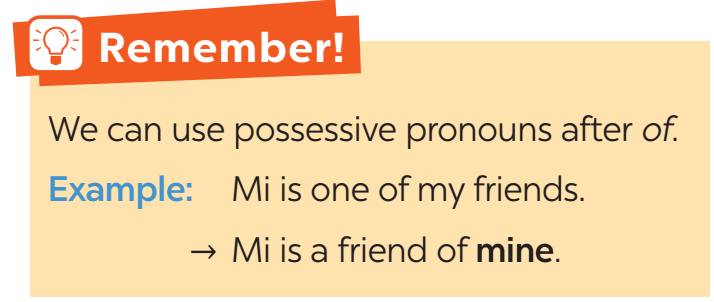 Remember!
We can use possessive pronouns after of.
Example: Mi is one of my friends.
→ Mi is a friend of mine.